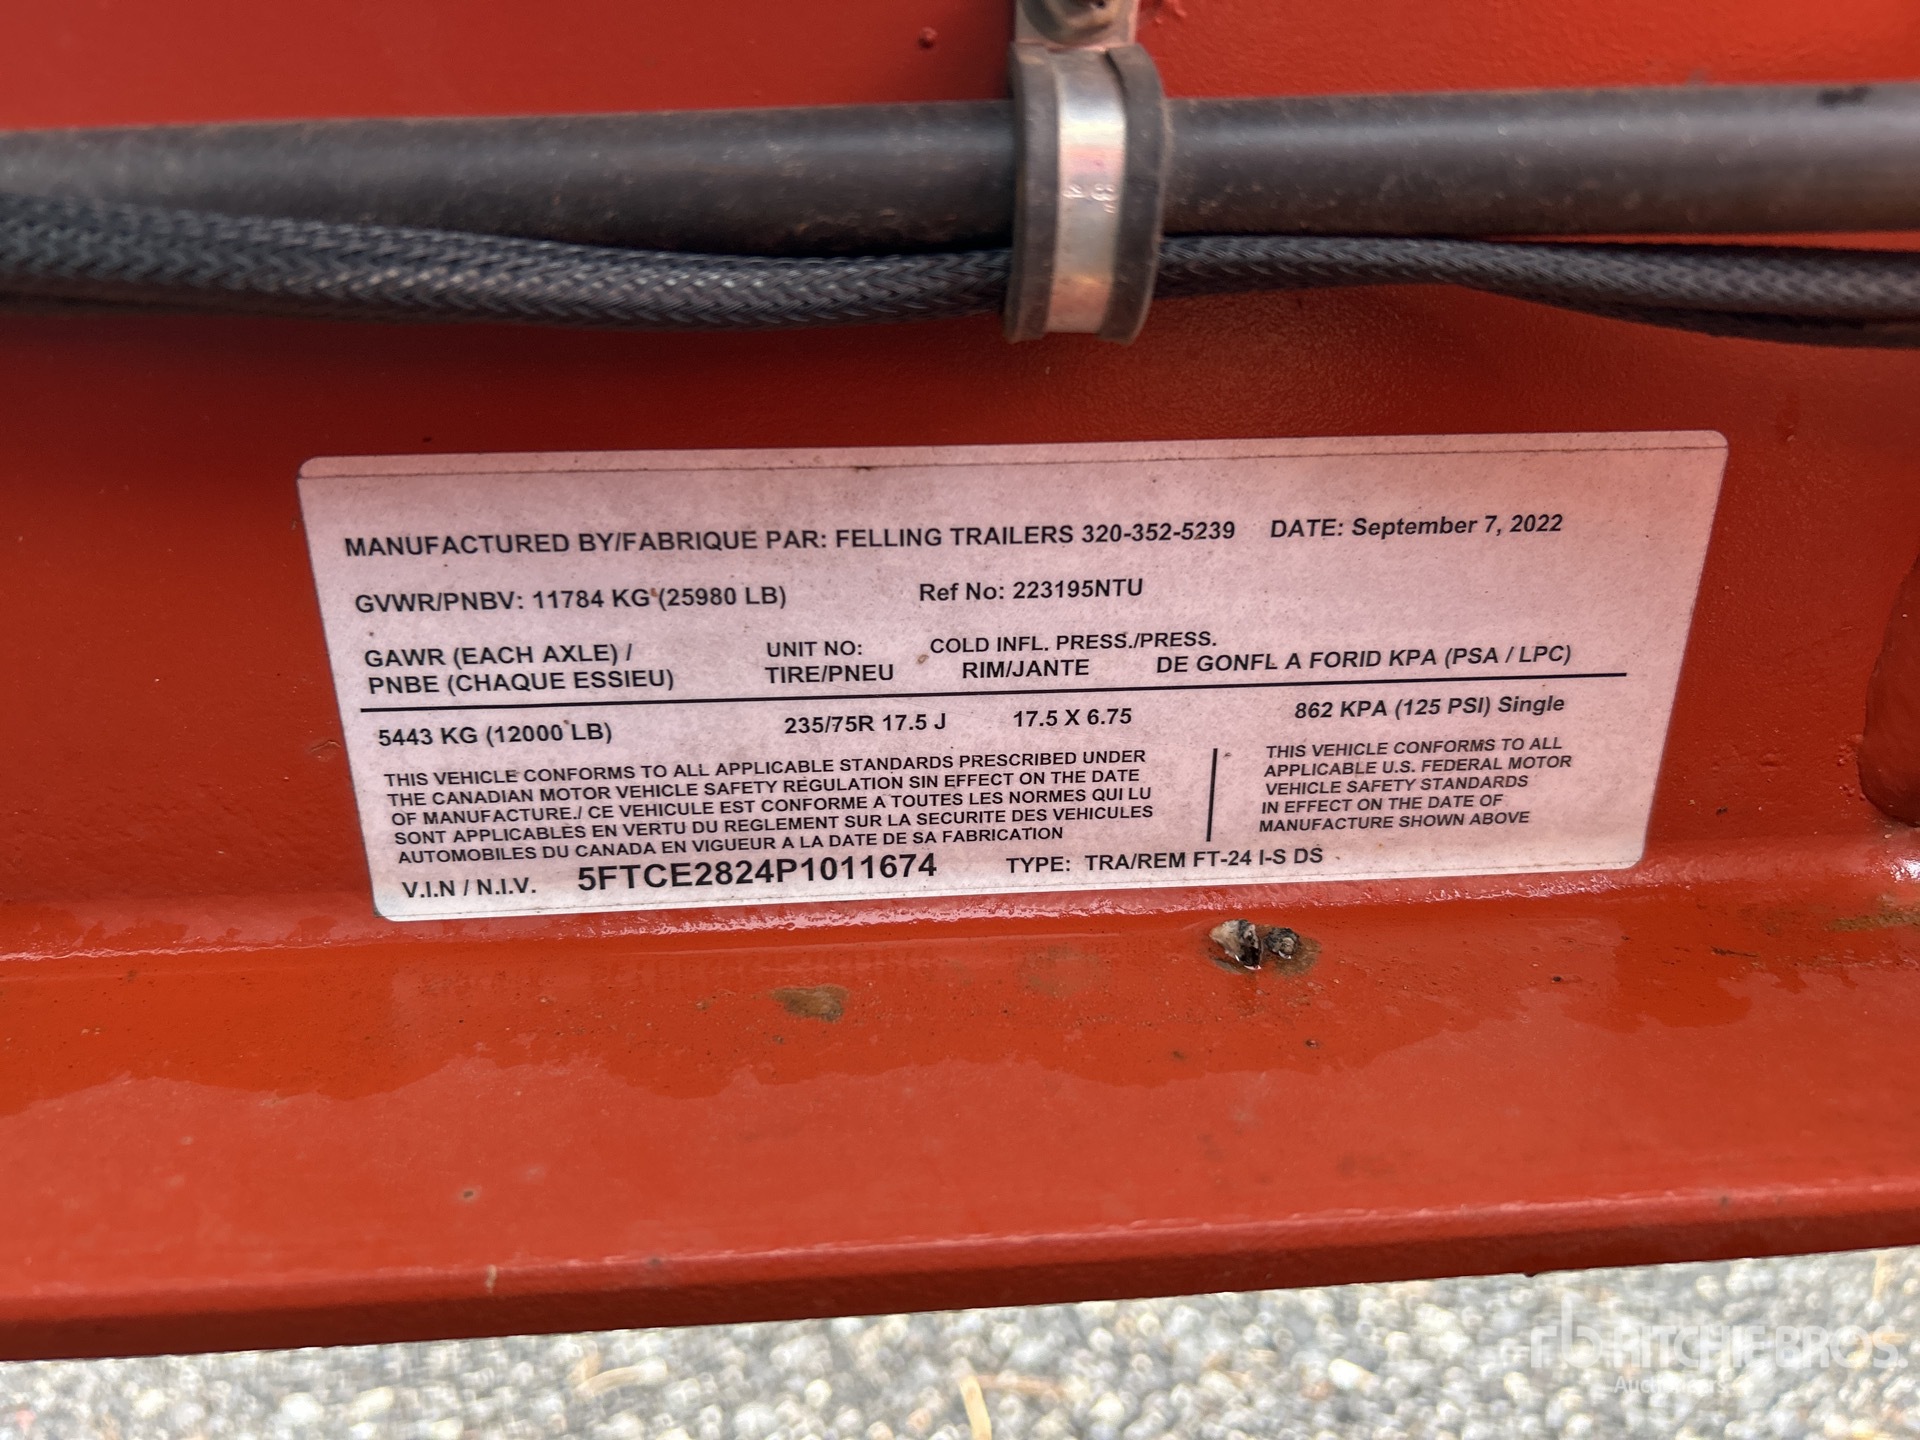 MANUFACTURED BY/FABRIQUE PAR: FELLING TRAILERS 320-352-5239 DATE: September 7, 2022
GVWR/PNBV: 11784 KG (25980 LB) Ref No: 223195NTU
GAWR (EACH AXLE) / UNIT NO: COLD INFL. PRESS./PRESS.
PNBE (CHAQUE ESSIEU) TIRE/PNEU RIM/JANTE DE GONFL A FORID KPA (PSA / LPC)
5443 KG (12000 LB) 235/75R 17.5 J 17.5 X 6.75 862 KPA (125 PSI) Single
THIS VEHICLE CONFORMS TO ALL APPLICABLE STANDARDS PRESCRIBED UNDER
THE CANADIAN MOTOR VEHICLE SAFETY REGULATION SIN EFFECT ON THE DATE
OF MANUFACTURE./ CE VEHICULE EST CONFORME A TOUTES LES NORMES QUI LU
SONT APPLICABLES EN VERTU DU REGLEMENT SUR LA SECURITE DES VEHICULES
AUTOMOBILES DU CANADA EN VIGUEUR A LA DATE DE SA FABRICATION
THIS VEHICLE CONFORMS TO ALL
APPLICABLE U.S. FEDERAL MOTOR
VEHICLE SAFETY STANDARDS
IN EFFECT ON THE DATE OF
MANUFACTURE SHOWN ABOVE
V.I.N / N.I.V. 5FTCE2824P1011674 TYPE: TRA/REM FT-24 I-S DS
rb RITCHIE BROS.
Auctioneers